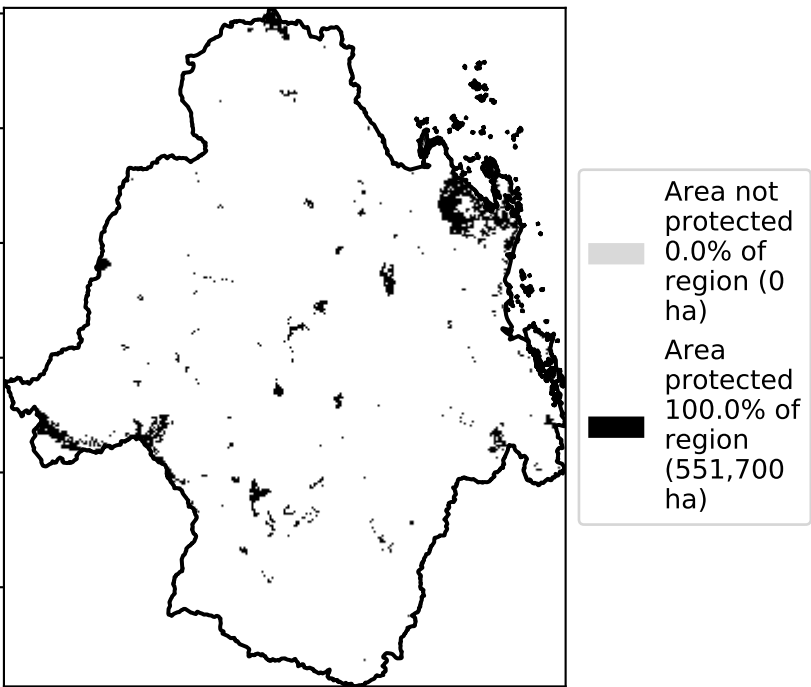 Area not
protected
0.0% of
region (0
ha)
Area
protected
100.0% of
region
(551,700
ha)